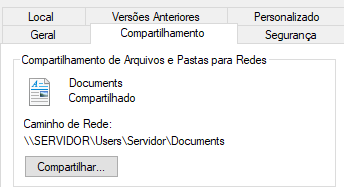 Local Versões Anteriores Personalizado
Geral Compartilhamento Segurança
Compartilhamento de Arquivos e Pastas para Redes
Documents
Compartilhado
Caminho de Rede:
\\SERVIDOR\Users\Servidor\Documents
Compartilhar...